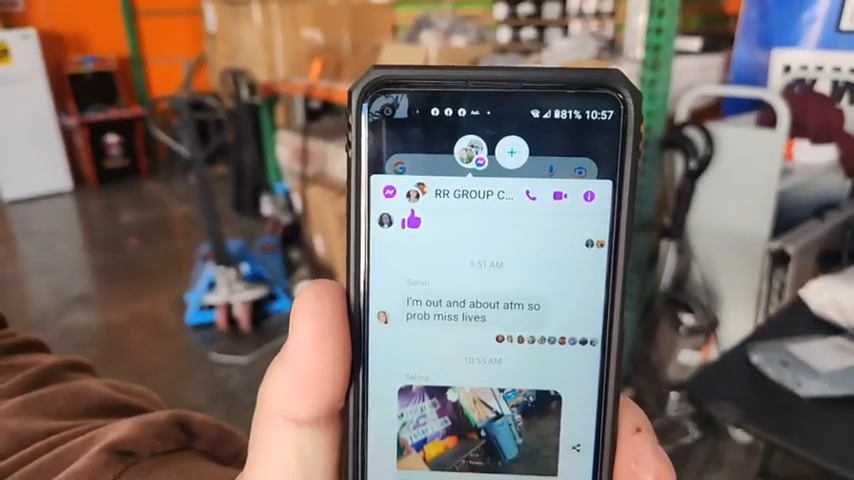 81% 10:57
RR GROUP C...
9:51 AM
I'm out and about atm so
prob miss lives
10:55 AM
Selina